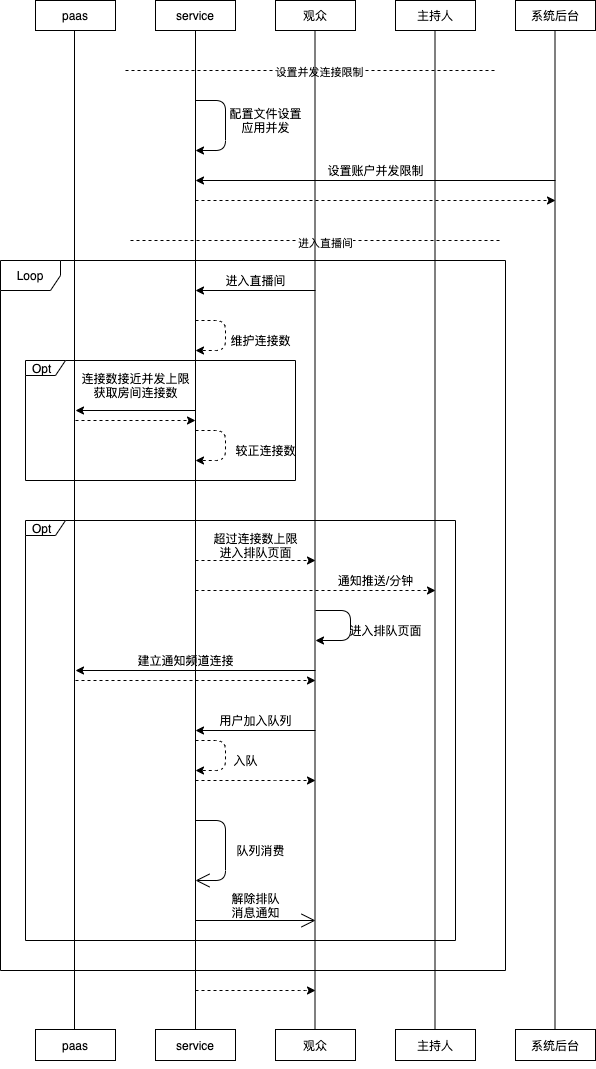 paas
service
观众
主持人
系统后台
设置并发连接限制
配置文件设置
应用并发
设置账户并发限制
进入直播间
Loop
进入直播间
维护连接数
Opt
连接数接近并发上限
获取房间连接数
较正连接数
Opt
超过连接数上限
进入排队页面
通知推送/分钟
进入排队页面
建立通知频道连接
用户加入队列
入队
队列消费
解除排队
消息通知
paas
service
观众
主持人
系统后台